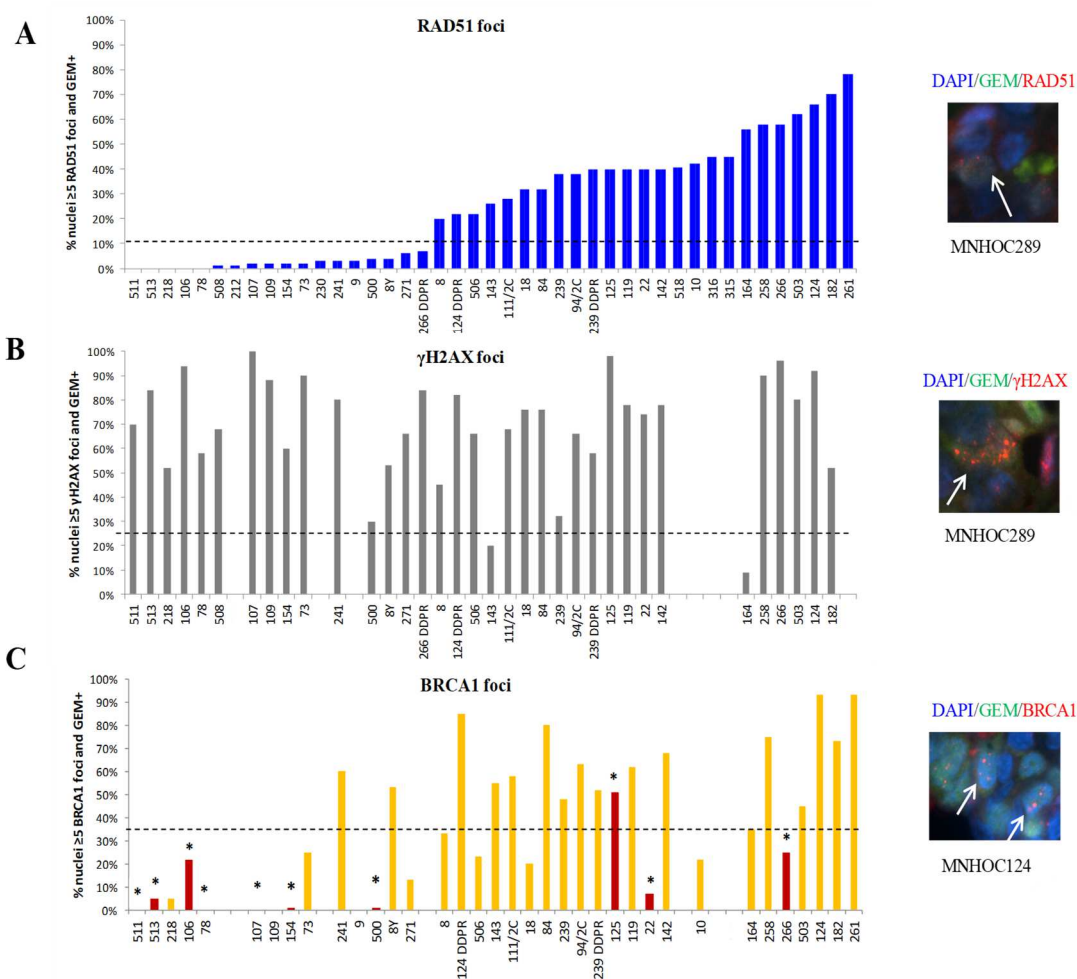 A
RAD51 foci
% nuclei ≥5 RAD51 foci and GEM+
100%
90%
80%
70%
60%
50%
40%
30%
20%
10%
0%
511 513 218 106 78 508 212 107 109 154 73 230 241 9 500 8Y 271 266 DDPR 8 124 DDPR 506 143 111/2C 18 84 239 94/2C 239 DDPR 125 119 22 142 518 10 316 315 164 258 266 503 124 182 261
DAPI/GEM/RAD51
MNHOC289
B
γH2AX foci
% nuclei ≥5 γH2AX foci and GEM+
100%
90%
80%
70%
60%
50%
40%
30%
20%
10%
0%
511 513 218 106 78 508 107 109 154 73 241 500 8Y 271 266 DDPR 8 124 DDPR 506 143 111/2C 18 84 239 94/2C 239 DDPR 125 119 22 142 164 258 266 503 124 182
DAPI/GEM/γH2AX
MNHOC289
C
BRCA1 foci
% nuclei ≥5 BRCA1 foci and GEM+
100%
90%
80%
70%
60%
50%
40%
30%
20%
10%
0%
* * * * * * * * * *
511 513 218 106 78 107 109 154 73 241 9 500 8Y 271 8 124 DDPR 506 143 111/2C 18 84 239 94/2C 239 DDPR 125 119 22 142 10 164 258 266 503 124 182 261
DAPI/GEM/BRCA1
MNHOC124